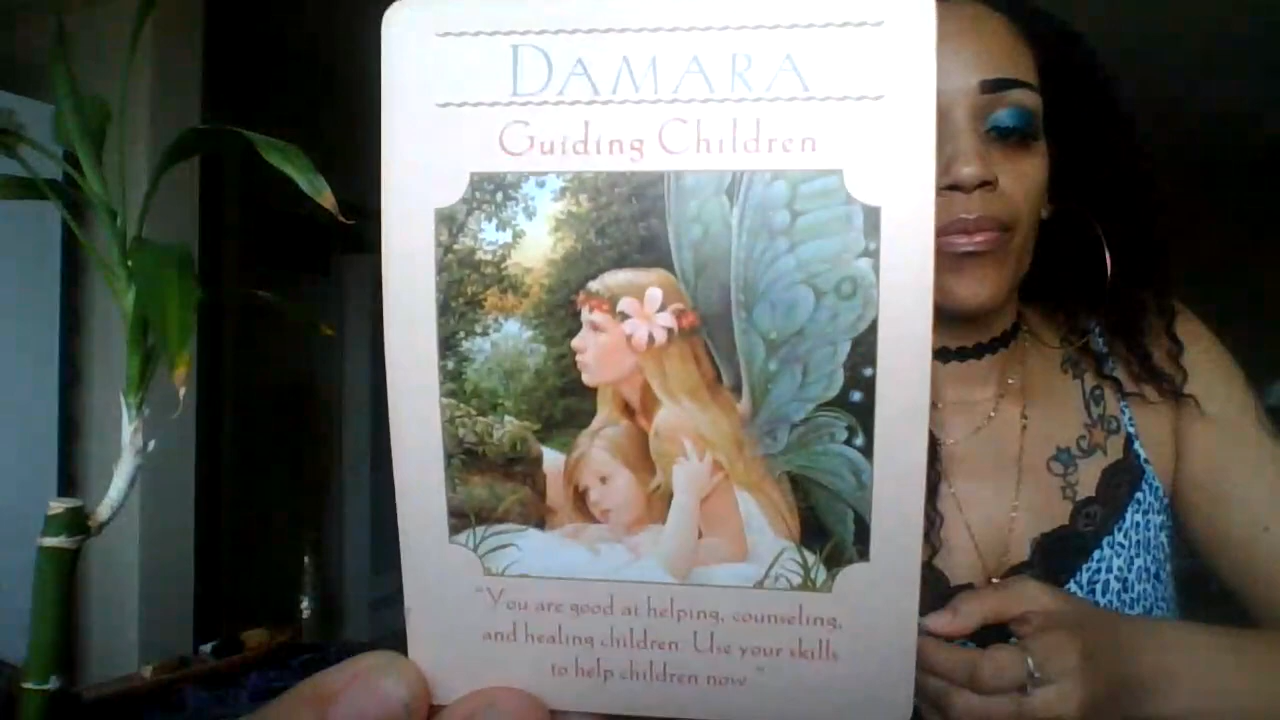 DAMARA
Guiding Children
"You are good at helping, counseling,
and healing children. Use your skills
to help children now."